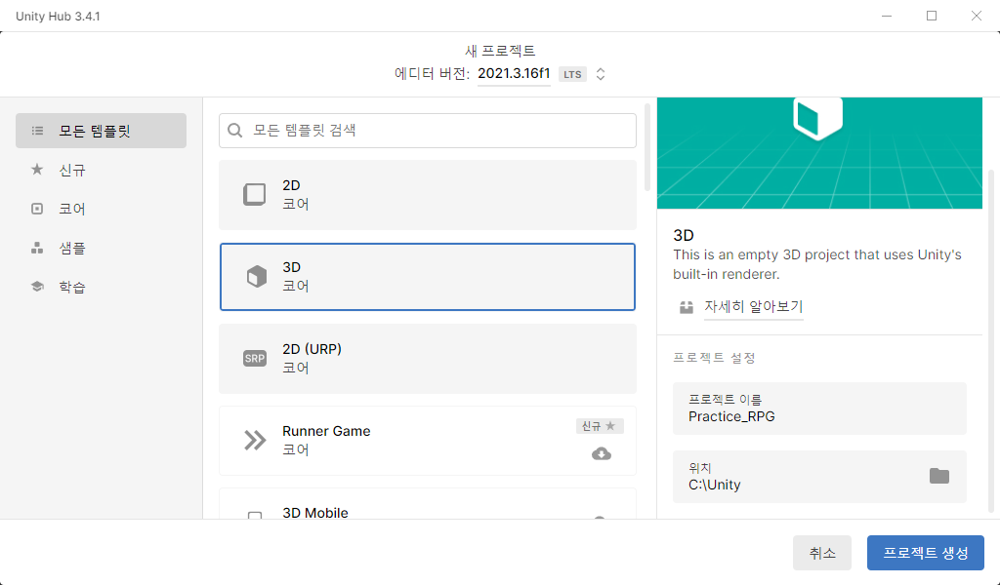 Unity Hub 3.4.1
새 프로젝트
에디터 버전: 2021.3.16f1 LTS
모든 템플릿
신규
코어
샘플
학습
모든 템플릿 검색
2D
코어
3D
코어
SRP
2D (URP)
코어
Runner Game
코어
신규
3D Mobile
3D
This is an empty 3D project that uses Unity's
built-in renderer.
자세히 알아보기
프로젝트 설정
프로젝트 이름
Practice_RPG
위치
C:\Unity
취소
프로젝트 생성